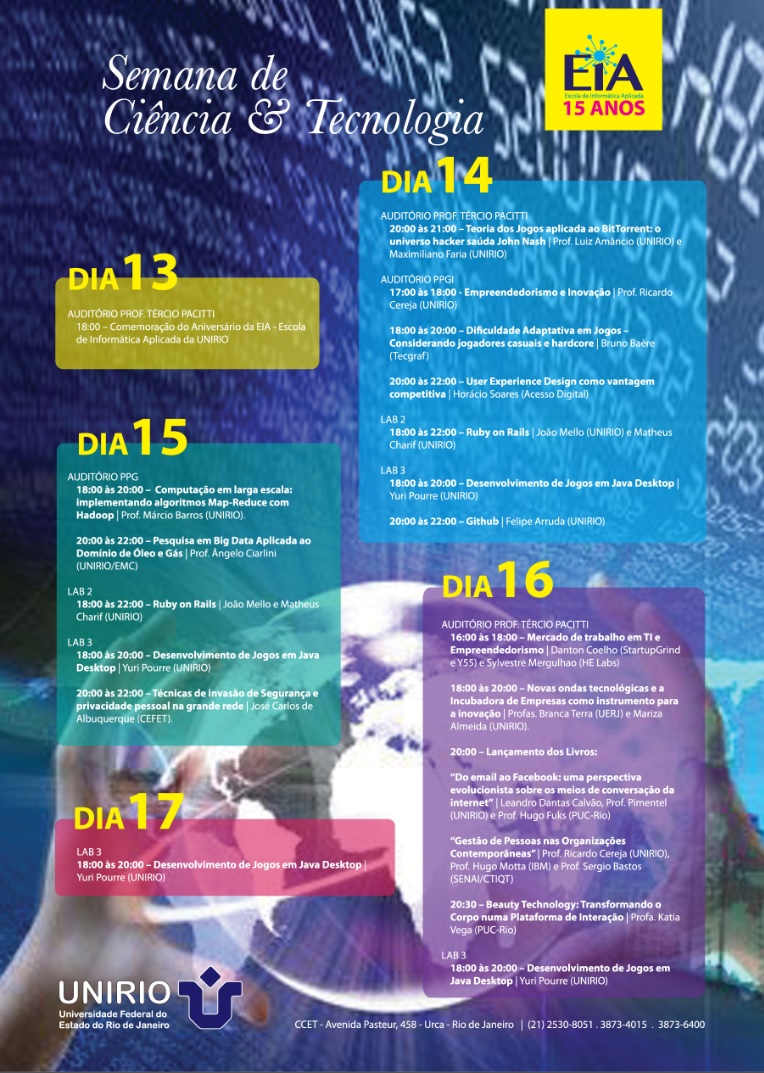 Semana de
Ciência & Tecnologia
EiA
Escola de Informática Aplicada
15 ANOS
DIA 13
AUDITÓRIO PROF. TÉRCIO PACITTI
18:00 – Comemoração do Aniversário da EIA - Escola
de Informática Aplicada da UNIRIO
DIA 14
AUDITÓRIO PROF. TÉRCIO PACITTI
20:00 às 21:00 – Teoria dos Jogos aplicada ao BitTorrent: o
universo hacker saúda John Nash | Prof. Luiz Amâncio (UNIRIO) e
Maximiliano Faria (UNIRIO)
AUDITÓRIO PPGI
17:00 às 18:00 - Empreendedorismo e Inovação | Prof. Ricardo
Cereja (UNIRIO)
18:00 às 20:00 – Dificuldade Adaptativa em Jogos –
Considerando jogadores casuais e hardcore | Bruno Baère
(Tecgraf)
20:00 às 22:00 – User Experience Design como vantagem
competitiva | Horácio Soares (Acesso Digital)
LAB 2
18:00 às 22:00 – Ruby on Rails | João Mello (UNIRIO) e Matheus
Charif (UNIRIO)
LAB 3
18:00 às 20:00 – Desenvolvimento de Jogos em Java Desktop |
Yuri Pourre (UNIRIO)
20:00 às 22:00 – Github | Felipe Arruda (UNIRIO)
DIA 15
AUDITÓRIO PPG
18:00 às 20:00 – Computação em larga escala:
implementando algoritmos Map-Reduce com
Hadoop | Prof. Márcio Barros (UNIRIO).
20:00 às 22:00 – Pesquisa em Big Data Aplicada ao
Domínio de Óleo e Gás | Prof. Ângelo Ciarlini
(UNIRIO/EMC)
LAB 2
18:00 às 22:00 – Ruby on Rails | João Mello e Matheus
Charif (UNIRIO)
LAB 3
18:00 às 20:00 – Desenvolvimento de Jogos em Java
Desktop | Yuri Pourre (UNIRIO)
20:00 às 22:00 – Técnicas de invasão de Segurança e
privacidade pessoal na grande rede | José Carlos de
Albuquerque (CEFET).
DIA 16
AUDITÓRIO PROF. TÉRCIO PACITTI
16:00 às 18:00 – Mercado de trabalho em TI e
Empreendedorismo | Danton Coelho (StartupGrind
e Y55) e Sylvestre Mergulhao (HE Labs)
18:00 às 20:00 – Novas ondas tecnológicas e a
Incubadora de Empresas como instrumento para
a inovação | Profas. Branca Terra (UERJ) e Mariza
Almeida (UNIRIO).
20:00 – Lançamento dos Livros:
"Do email ao Facebook: uma perspectiva
evolucionista sobre os meios de conversação da
internet" | Leandro Dantas Calvão, Prof. Pimentel
(UNIRIO) e Prof. Hugo Fuks (PUC-Rio)
"Gestão de Pessoas nas Organizações
Contemporâneas" | Prof. Ricardo Cereja (UNIRIO),
Prof. Hugo Motta (IBM) e Prof. Sergio Bastos
(SENAI/CTIQT)
20:30 – Beauty Technology: Transformando o
Corpo numa Plataforma de Interação | Profa. Katia
Vega (PUC-Rio)
LAB 3
18:00 às 20:00 – Desenvolvimento de Jogos em
Java Desktop | Yuri Pourre (UNIRIO)
DIA 17
LAB 3
18:00 às 20:00 – Desenvolvimento de Jogos em Java Desktop |
Yuri Pourre (UNIRIO)
UNIRIO
Universidade Federal do
Estado do Rio de Janeiro
CCET - Avenida Pasteur, 458 - Urca - Rio de Janeiro | (21) 2530-8051 . 3873-4015 . 3873-6400